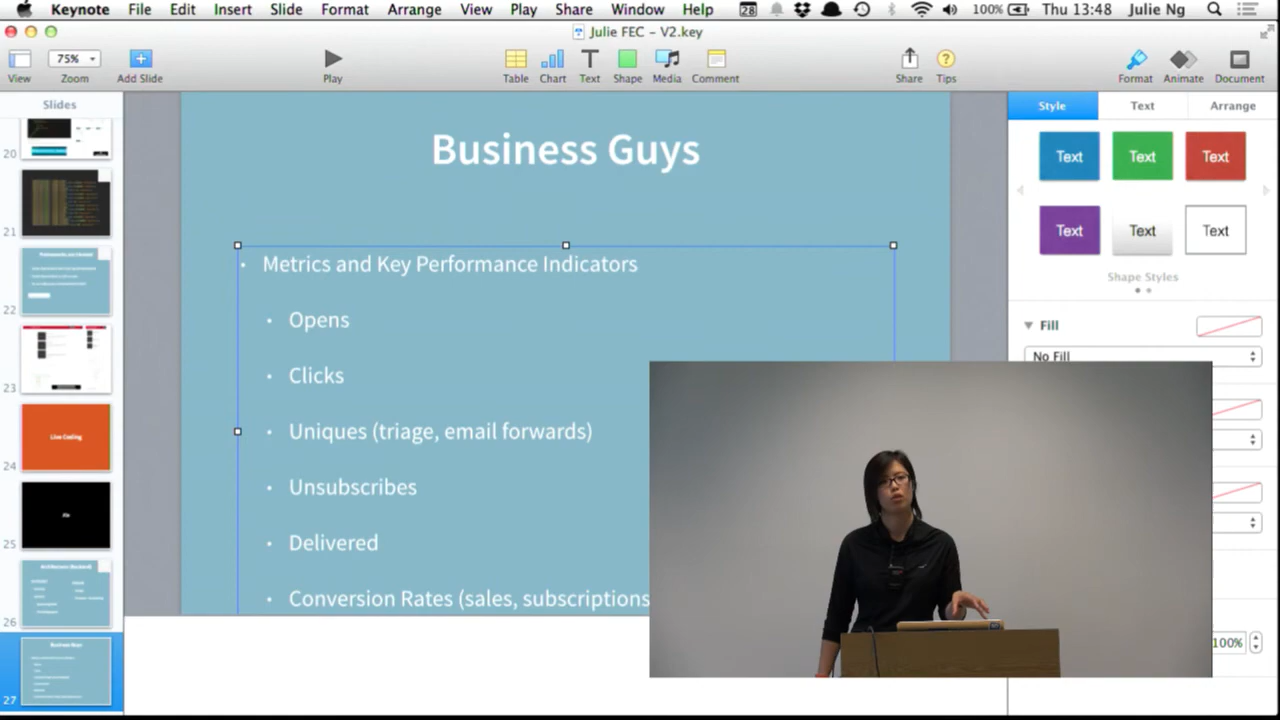 Keynote File Edit Insert Slide Format Arrange View Play Share Window Help 28 100% Thu 13:48 Julie Ng
Julie FEC – V2.key
75%
View Zoom Add Slide Play Table Chart Text Shape Media Comment Share Tips Format Animate Document
Slides
Style Text Arrange
20
21
22
23
Live Coding
24
25
26
Business Guys
27
Business Guys
• Metrics and Key Performance Indicators
• Opens
• Clicks
• Uniques (triage, email forwards)
• Unsubscribes
• Delivered
• Conversion Rates (sales, subscriptions
Text Text Text
Text Text Text
Shape Styles
Fill
No Fill
100%